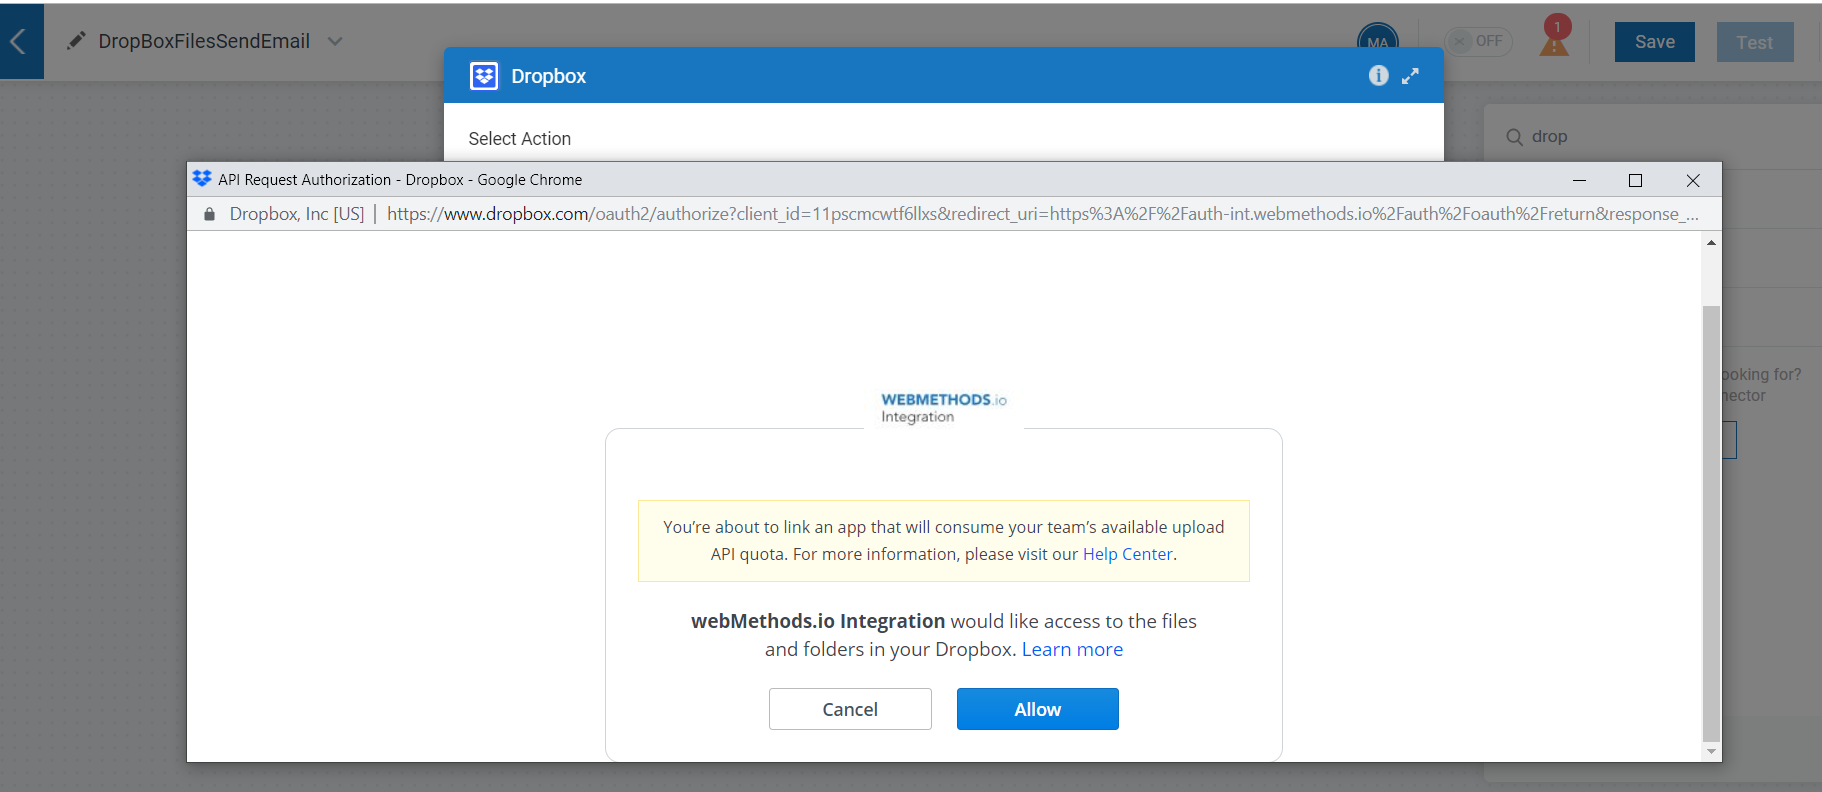 DropBoxFilesSendEmail
MA
OFF
1
Save
Test
Dropbox
Select Action
drop
API Request Authorization - Dropbox - Google Chrome
Dropbox, Inc [US] | https://www.dropbox.com/oauth2/authorize?client_id=11pscmcwtf6llxs&redirect_uri=https%3A%2F%2Fauth-int.webmethods.io%2Fauth%2Foauth%2Freturn&response_...
ooking for?
nector
WEBMETHODS.io
Integration
You're about to link an app that will consume your team's available upload
API quota. For more information, please visit our Help Center.
webMethods.io Integration would like access to the files
and folders in your Dropbox. Learn more
Cancel
Allow